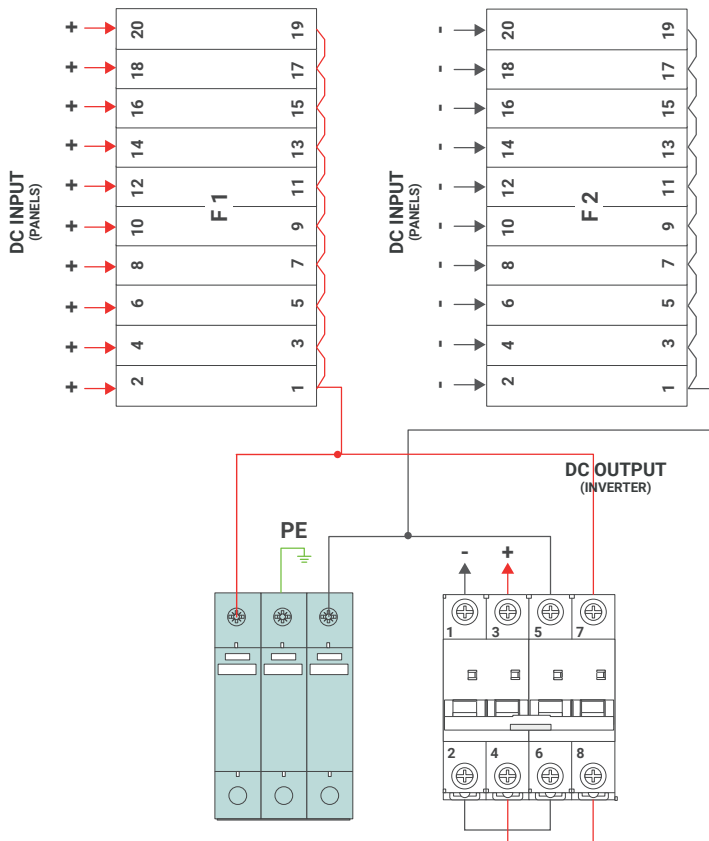 + 20 19
+ 18 17
+ 16 15
+ 14 13
+ 12 11
+ 10 9
+ 8 7
+ 6 5
+ 4 3
+ 2 1
DC INPUT
(PANELS)
F 1
- 20 19
- 18 17
- 16 15
- 14 13
- 12 11
- 10 9
- 8 7
- 6 5
- 4 3
- 2 1
DC INPUT
(PANELS)
F 2
DC OUTPUT
(INVERTER)
PE
- +
1 3 5 7
2 4 6 8